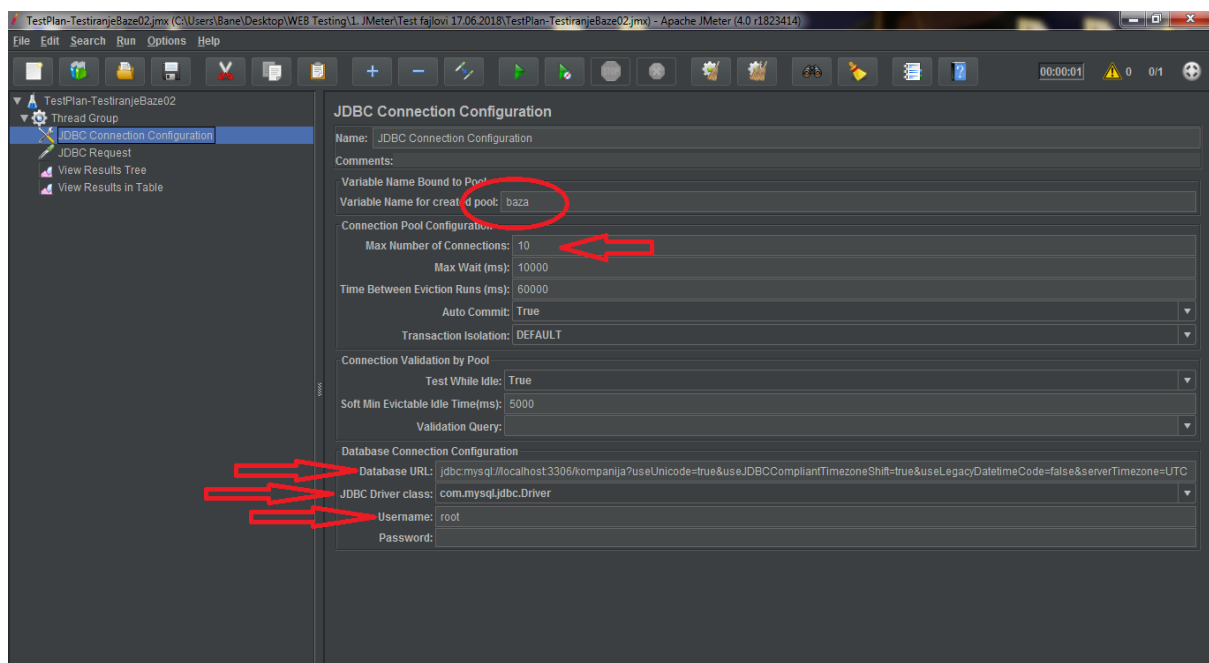 TestPlan-TestiranjeBaze02.jmx (C:\Users\Bane\Desktop\WEB Testing\1. JMeter\Test fajlovi 17.06.2018\TestPlan-TestiranjeBaze02.jmx) - Apache JMeter (4.0 r1823414)
File Edit Search Run Options Help
00:00:01 0 0/1
TestPlan-TestiranjeBaze02
Thread Group
JDBC Connection Configuration
JDBC Request
View Results Tree
View Results in Table
JDBC Connection Configuration
Name: JDBC Connection Configuration
Comments:
Variable Name Bound to Pool
Variable Name for created pool: baza
Connection Pool Configuration
Max Number of Connections: 10
Max Wait (ms): 10000
Time Between Eviction Runs (ms): 60000
Auto Commit: True
Transaction Isolation: DEFAULT
Connection Validation by Pool
Test While Idle: True
Soft Min Evictable Idle Time(ms): 5000
Validation Query:
Database Connection Configuration
Database URL: jdbc:mysql://localhost:3306/kompanija?useUnicode=true&useJDBCCompliantTimezoneShift=true&useLegacyDatetimeCode=false&serverTimezone=UTC
JDBC Driver class: com.mysql.jdbc.Driver
Username: root
Password: